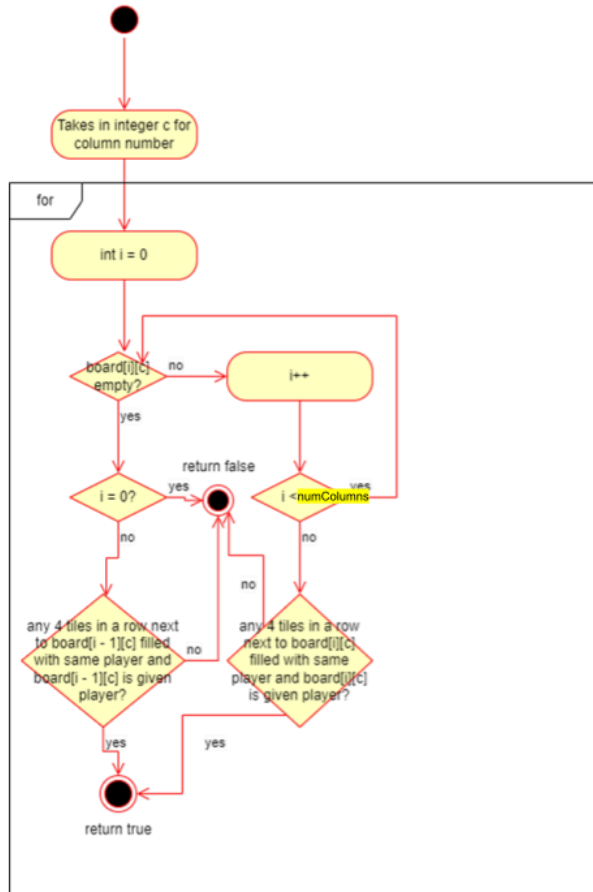 Takes in integer c for
column number
for
int i = 0
board[i][c]
empty?
no
i++
yes
return false
i = 0?
yes
i <numColumns
yes
no
no
any 4 tiles in a row next
to board[i - 1][c] filled
with same player and
board[i - 1][c] is given
player?
no
no
any 4 tiles in a row
next to board[i][c]
filled with same
player and board[i][c]
is given player?
yes
yes
return true